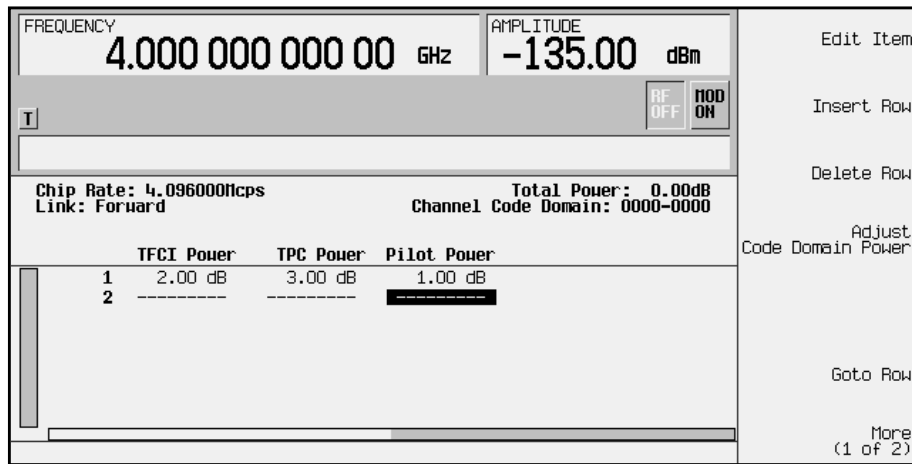 FREQUENCY
4.000 000 000 00 GHz
AMPLITUDE
-135.00 dBm
RF OFF
MOD ON
T
Chip Rate: 4.096000Mcps
Total Power: 0.00dB
Link: Forward
Channel Code Domain: 0000-0000
TFCI Power TPC Power Pilot Power
1 2.00 dB 3.00 dB 1.00 dB
2 --------- --------- ---------
Edit Item
Insert Row
Delete Row
Adjust
Code Domain Power
Goto Row
More
(1 of 2)